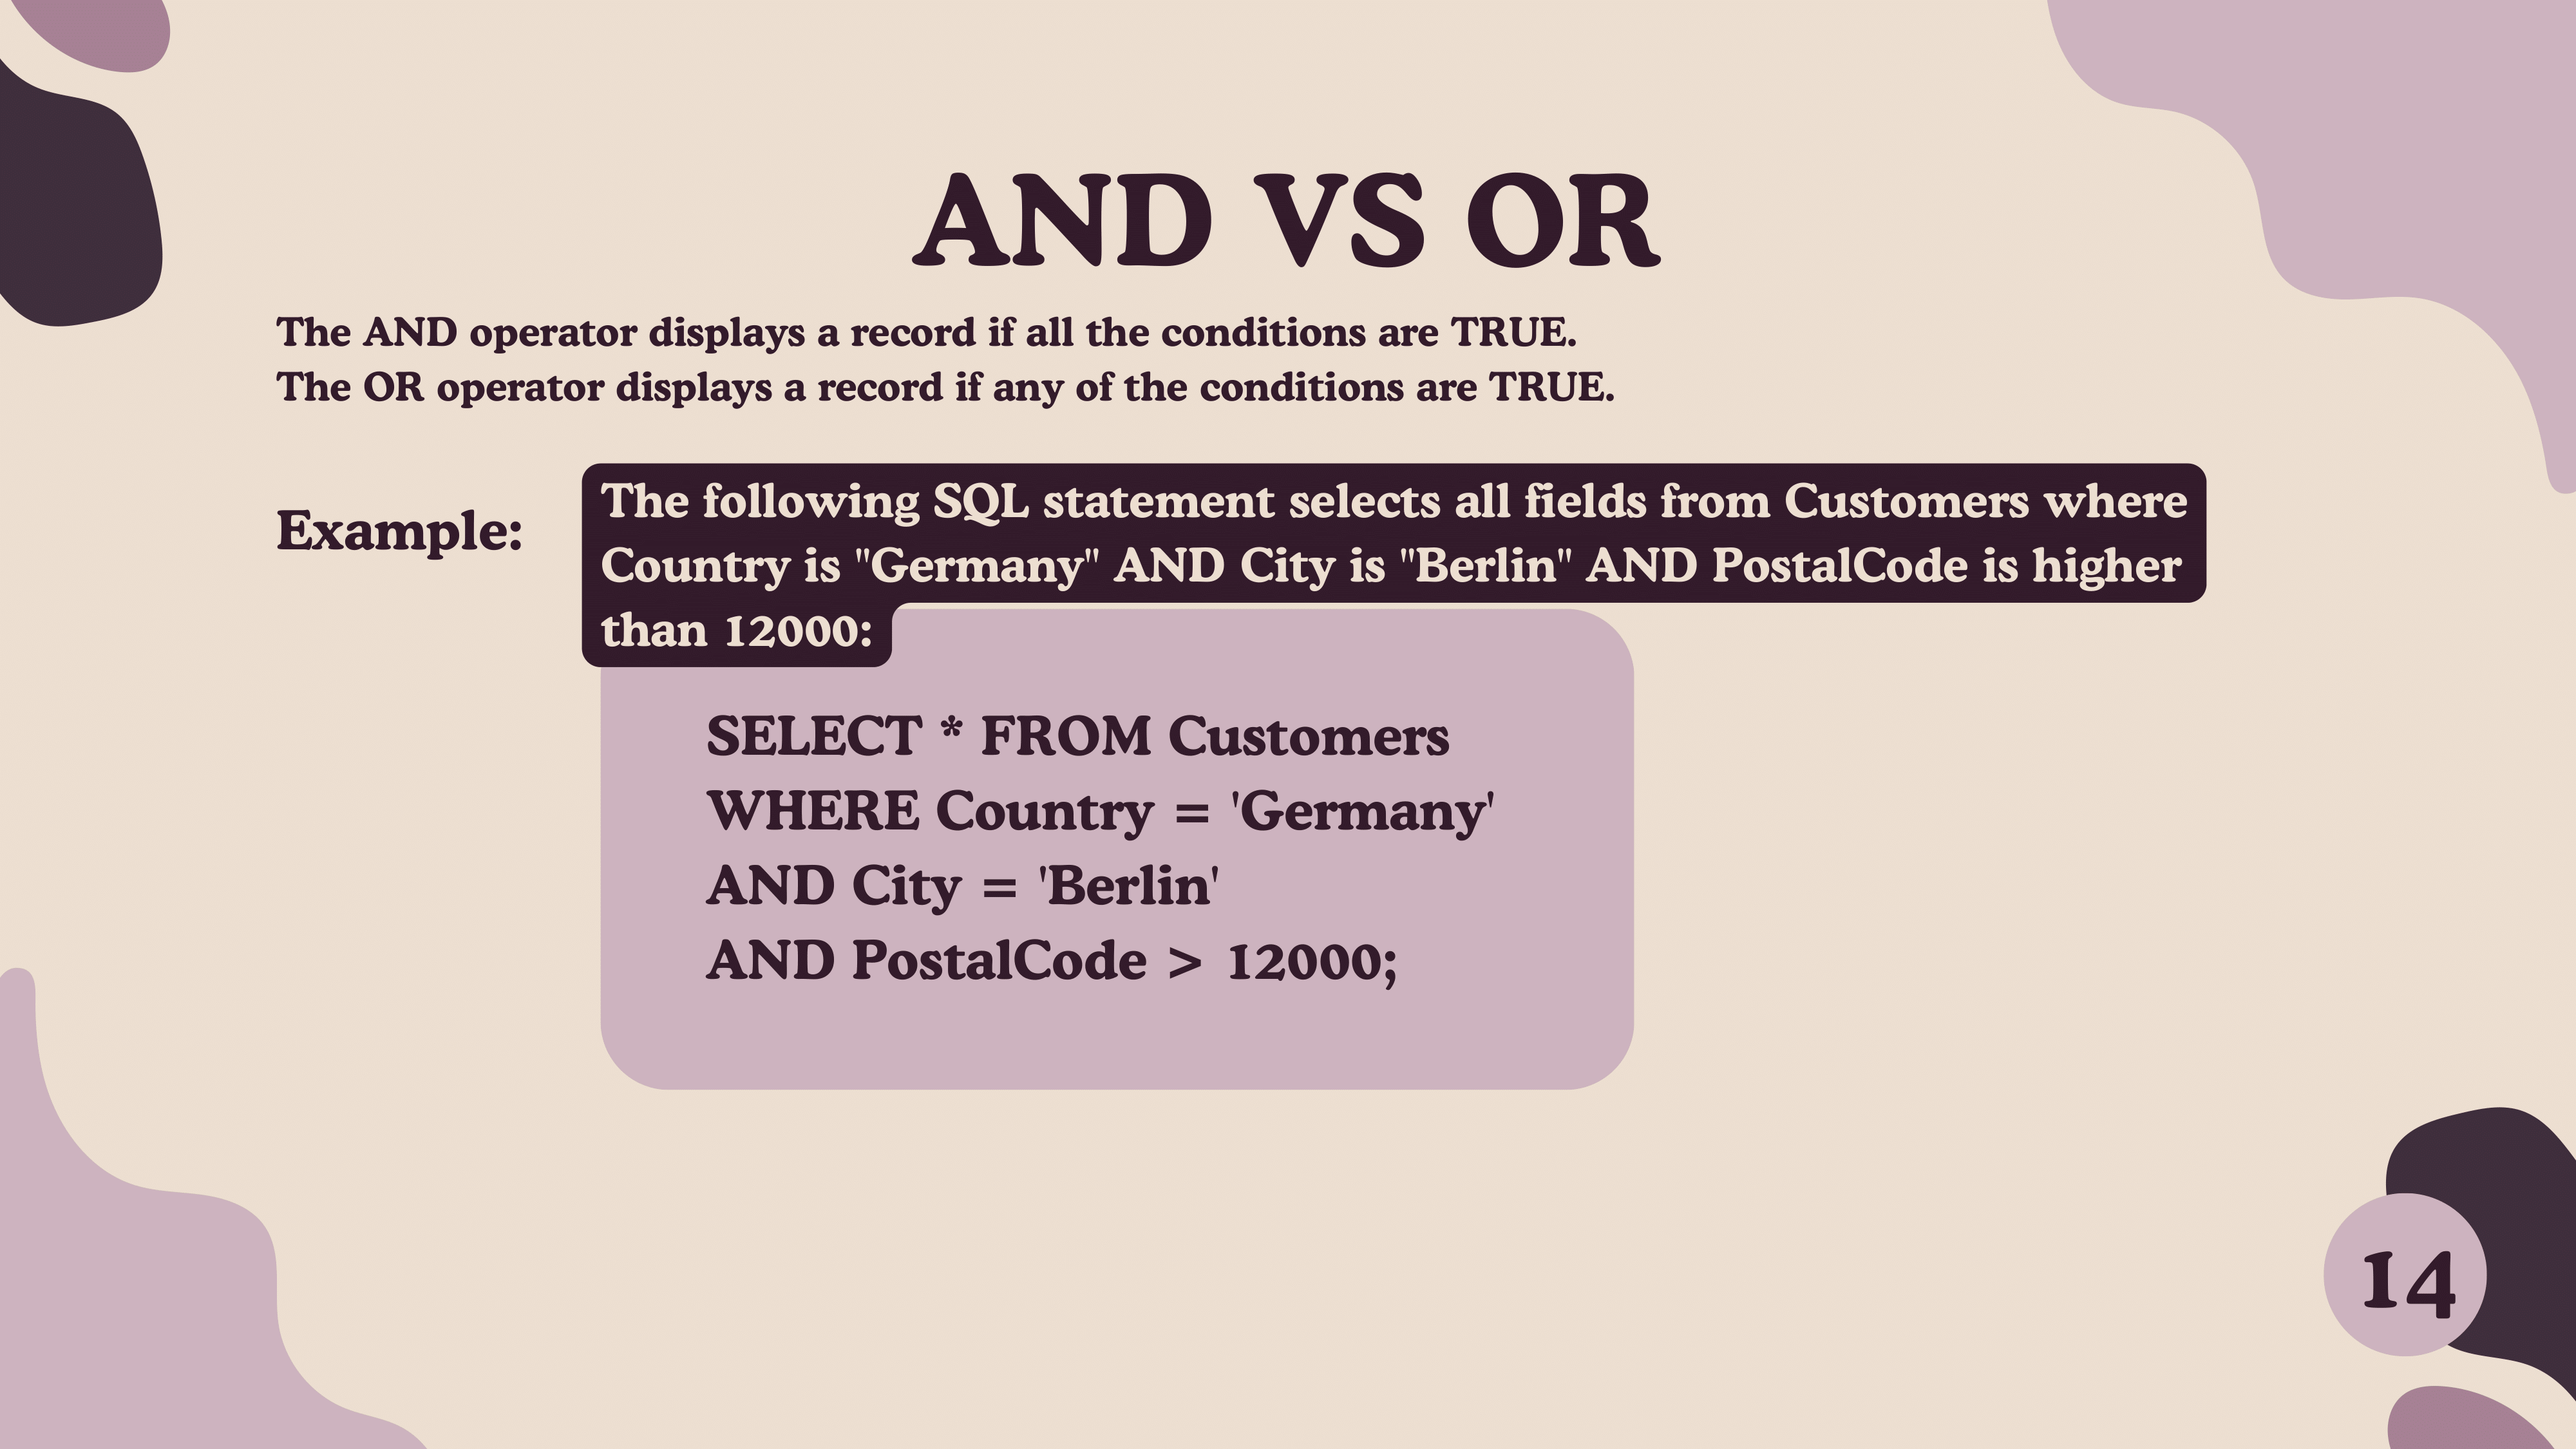 AND VS OR
The AND operator displays a record if all the conditions are TRUE.
The OR operator displays a record if any of the conditions are TRUE.
Example:
The following SQL statement selects all fields from Customers where
Country is "Germany" AND City is "Berlin" AND PostalCode is higher
than 12000:
SELECT * FROM Customers
WHERE Country = 'Germany'
AND City = 'Berlin'
AND PostalCode > 12000;
14